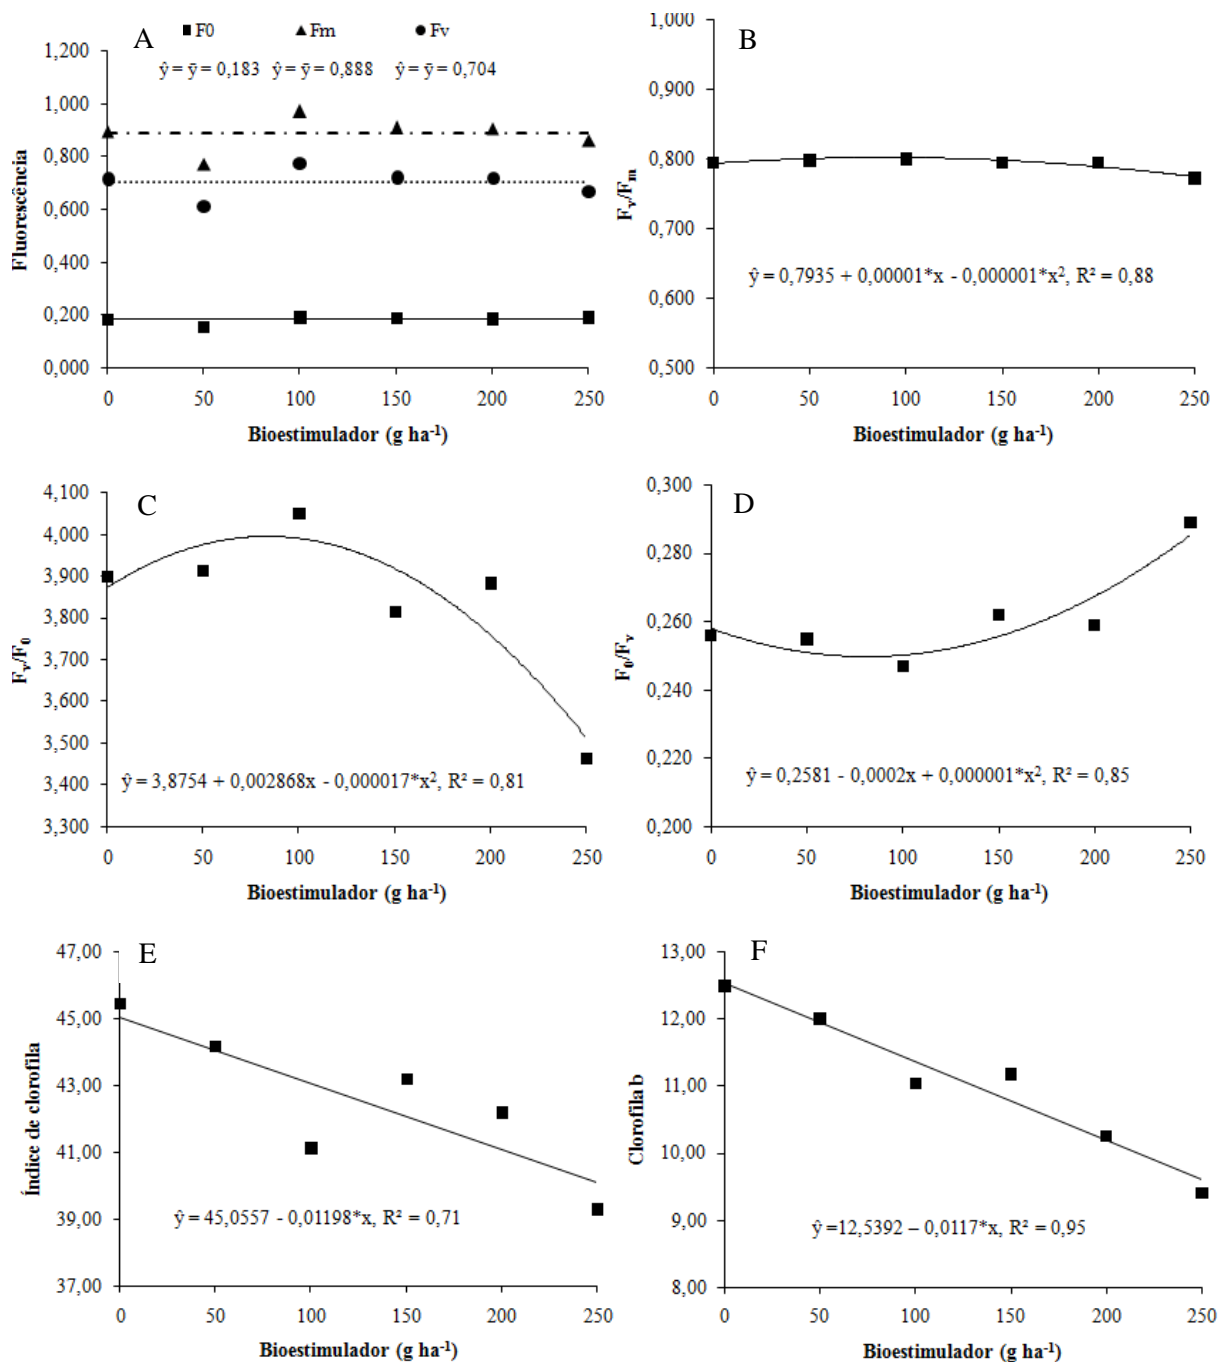 A
F0 Fm Fv
ŷ = ȳ = 0,183 ŷ = ȳ = 0,888 ŷ = ȳ = 0,704
1,200
1,000
0,800
0,600
0,400
0,200
0,000
Fluorescência
0 50 100 150 200 250
Bioestimulador (g ha⁻¹)
B
1,000
0,900
0,800
0,700
0,600
0,500
Fᵥ/Fₘ
ŷ = 0,7935 + 0,00001*x - 0,000001*x², R² = 0,88
0 50 100 150 200 250
Bioestimulador (g ha⁻¹)
C
4,100
4,000
3,900
3,800
3,700
3,600
3,500
3,400
3,300
Fᵥ/F₀
ŷ = 3,8754 + 0,002868x - 0,000017*x², R² = 0,81
0 50 100 150 200 250
Bioestimulador (g ha⁻¹)
D
0,300
0,280
0,260
0,240
0,220
0,200
F₀/Fᵥ
ŷ = 0,2581 - 0,0002x + 0,000001*x², R² = 0,85
0 50 100 150 200 250
Bioestimulador (g ha⁻¹)
E
47,00
45,00
43,00
41,00
39,00
37,00
Índice de clorofila
ŷ = 45,0557 - 0,01198*x, R² = 0,71
0 50 100 150 200 250
Bioestimulador (g ha⁻¹)
F
13,00
12,00
11,00
10,00
9,00
8,00
Clorofila b
ŷ =12,5392 – 0,0117*x, R² = 0,95
0 50 100 150 200 250
Bioestimulador (g ha⁻¹)